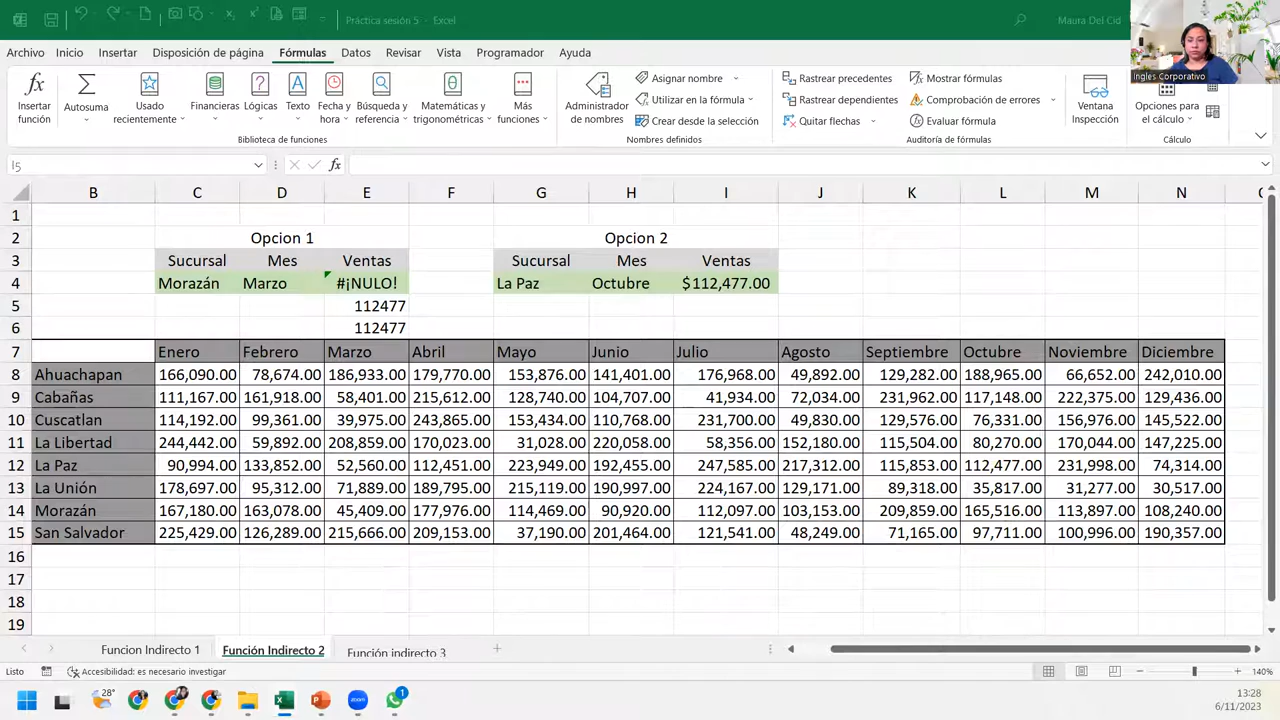 Práctica sesión 5 - Excel
Maura Del Cid
Ingles Corporativo
Archivo Inicio Insertar Disposición de página Fórmulas Datos Revisar Vista Programador Ayuda
Insertar función
Autosuma
Usado recientemente
Financieras
Lógicas
Texto
Fecha y hora
Búsqueda y referencia
Matemáticas y trigonométricas
Más funciones
Biblioteca de funciones
Administrador de nombres
Asignar nombre
Utilizar en la fórmula
Crear desde la selección
Nombres definidos
Rastrear precedentes
Rastrear dependientes
Quitar flechas
Mostrar fórmulas
Comprobación de errores
Evaluar fórmula
Auditoría de fórmulas
Ventana Inspección
Opciones para el cálculo
Cálculo
I5 fx
B C D E F G H I J K L M N
1
2 Opcion 1 Opcion 2
3 Sucursal Mes Ventas Sucursal Mes Ventas
4 Morazán Marzo #¡NULO! La Paz Octubre $112,477.00
5 112477
6 112477
7 Enero Febrero Marzo Abril Mayo Junio Julio Agosto Septiembre Octubre Noviembre Diciembre
8 Ahuachapan 166,090.00 78,674.00 186,933.00 179,770.00 153,876.00 141,401.00 176,968.00 49,892.00 129,282.00 188,965.00 66,652.00 242,010.00
9 Cabañas 111,167.00 161,918.00 58,401.00 215,612.00 128,740.00 104,707.00 41,934.00 72,034.00 231,962.00 117,148.00 222,375.00 129,436.00
10 Cuscatlan 114,192.00 99,361.00 39,975.00 243,865.00 153,434.00 110,768.00 231,700.00 49,830.00 129,576.00 76,331.00 156,976.00 145,522.00
11 La Libertad 244,442.00 59,892.00 208,859.00 170,023.00 31,028.00 220,058.00 58,356.00 152,180.00 115,504.00 80,270.00 170,044.00 147,225.00
12 La Paz 90,994.00 133,852.00 52,560.00 112,451.00 223,949.00 192,455.00 247,585.00 217,312.00 115,853.00 112,477.00 231,998.00 74,314.00
13 La Unión 178,697.00 95,312.00 71,889.00 189,795.00 215,119.00 190,997.00 224,167.00 129,171.00 89,318.00 35,817.00 31,277.00 30,517.00
14 Morazán 167,180.00 163,078.00 45,409.00 177,976.00 114,469.00 90,920.00 112,097.00 103,153.00 209,859.00 165,516.00 113,897.00 108,240.00
15 San Salvador 225,429.00 126,289.00 215,666.00 209,153.00 37,190.00 201,464.00 121,541.00 48,249.00 71,165.00 97,711.00 100,996.00 190,357.00
16
17
18
19
Funcion Indirecto 1 Función Indirecto 2 Función indirecto 3
Listo Accesibilidad: es necesario investigar 140%
28° zoom 1 13:28
6/11/2023